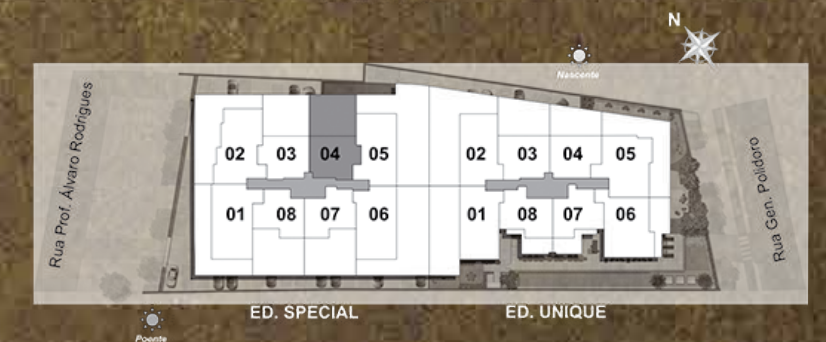 N
Nascente
Rua Prof. Álvaro Rodrigues
02 03 04 05 02 03 04 05
01 08 07 06 01 08 07 06
Rua Gen. Polidoro
ED. SPECIAL ED. UNIQUE
Poente